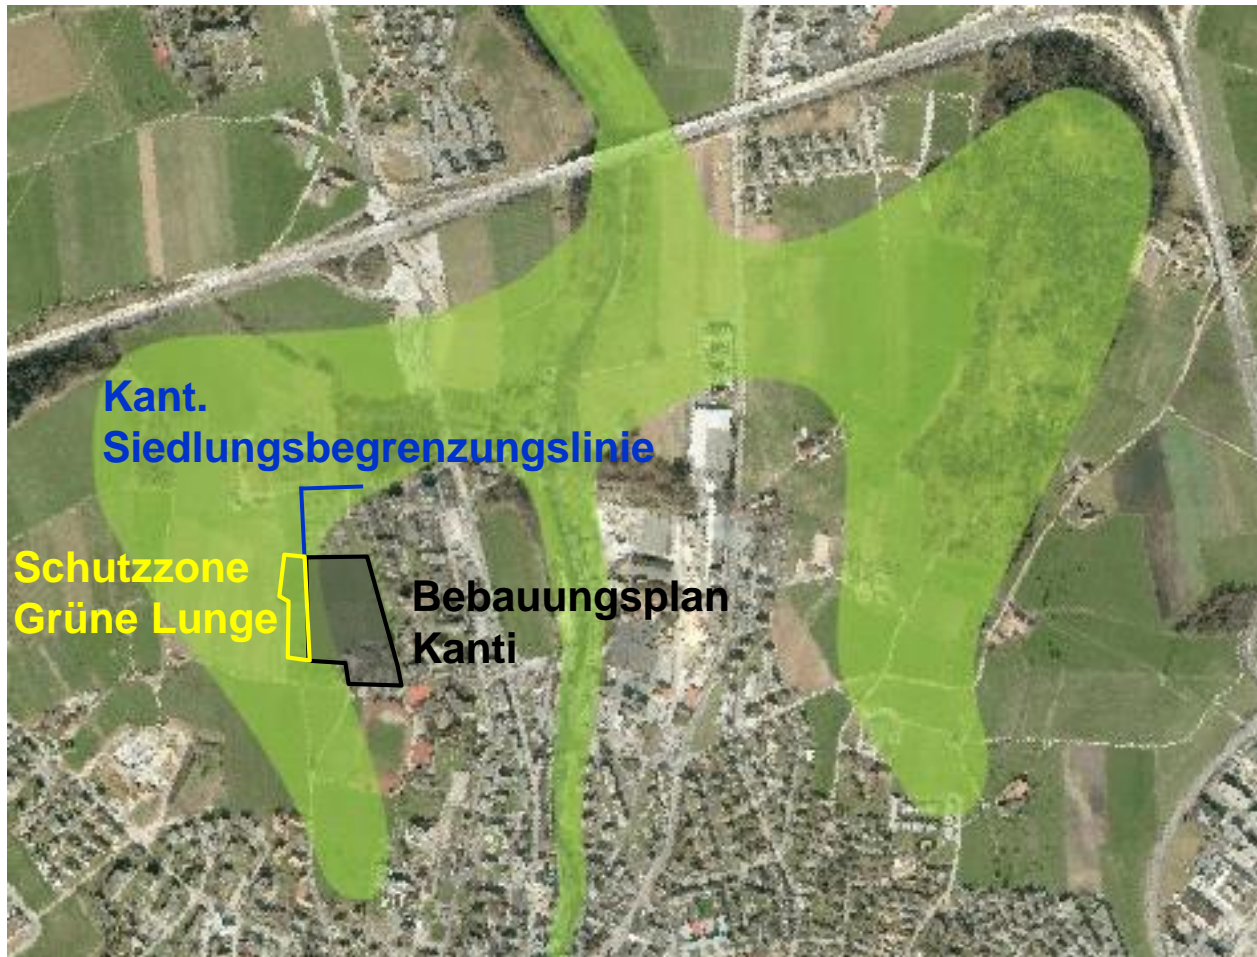 Kant.
Siedlungsbegrenzungslinie
Schutzzone
Grüne Lunge
Bebauungsplan
Kanti